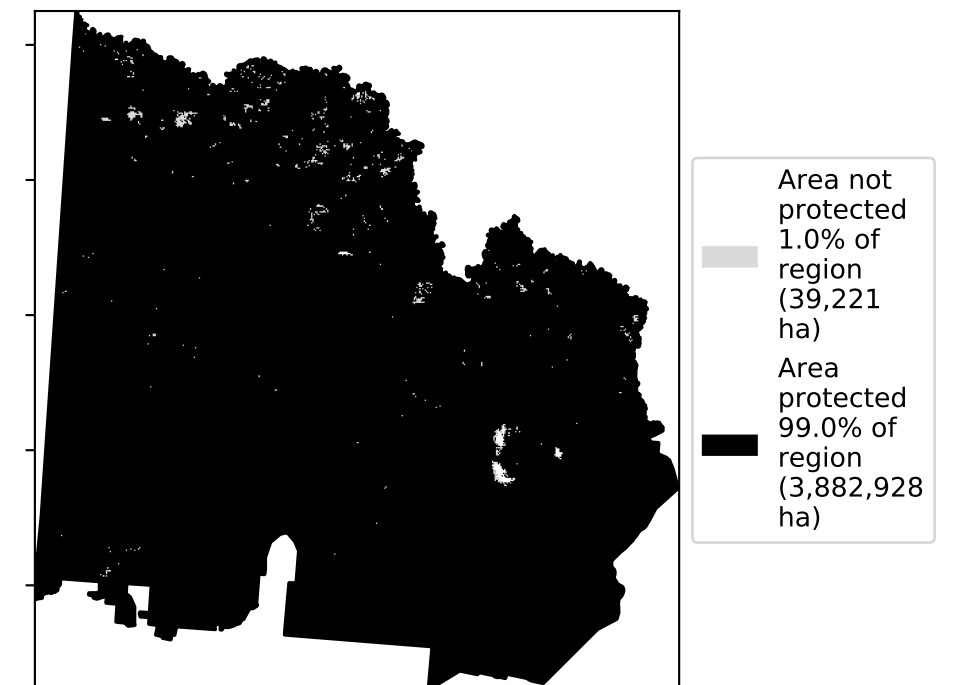 Area not
protected
1.0% of
region
(39,221
ha)
Area
protected
99.0% of
region
(3,882,928
ha)